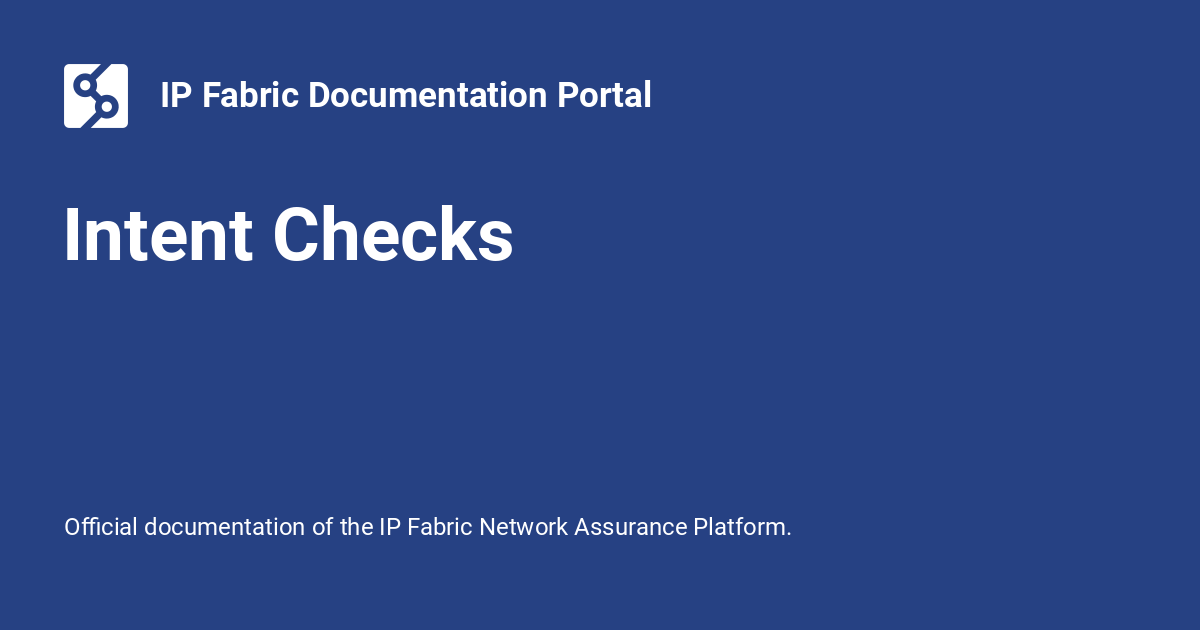 IP Fabric Documentation Portal
Intent Checks
Official documentation of the IP Fabric Network Assurance Platform.